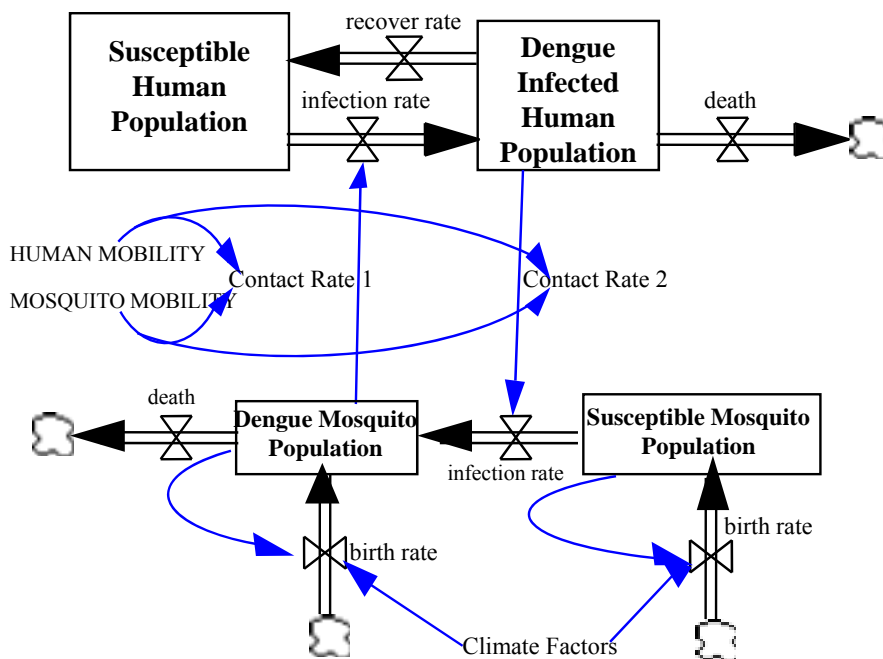 recover rate
Susceptible
Human
Population
Dengue
Infected
Human
Population
infection rate
death
HUMAN MOBILITY
Contact Rate 1
Contact Rate 2
MOSQUITO MOBILITY
death
Dengue Mosquito
Population
Susceptible Mosquito
Population
infection rate
birth rate
birth rate
Climate Factors